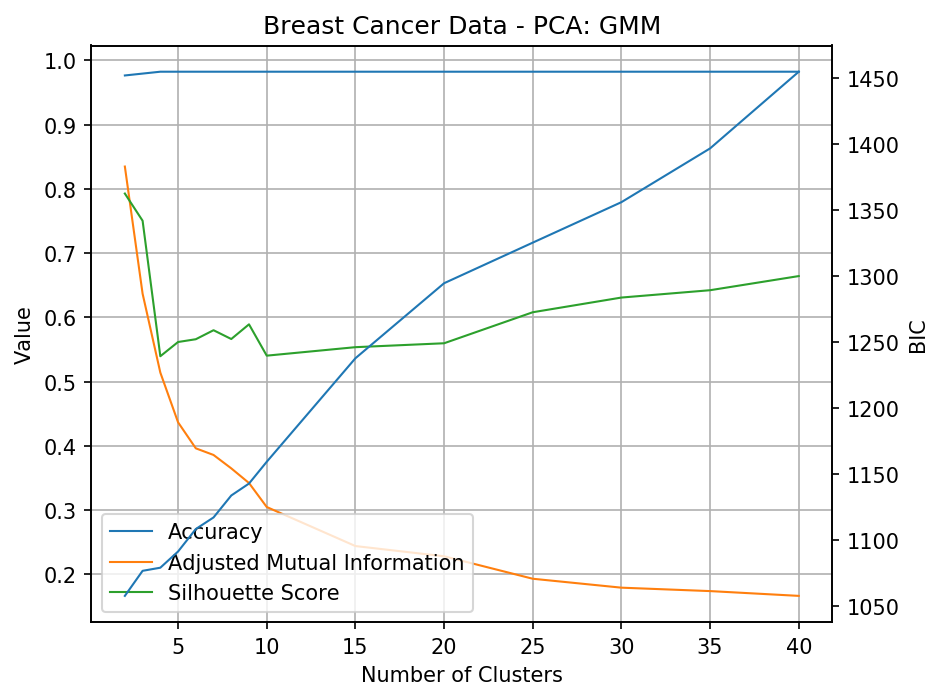 Breast Cancer Data - PCA: GMM
1.0
0.9
0.8
0.7
0.6
0.5
0.4
0.3
0.2
Value
1450
1400
1350
1300
1250
1200
1150
1100
1050
BIC
Accuracy
Adjusted Mutual Information
Silhouette Score
5 10 15 20 25 30 35 40
Number of Clusters